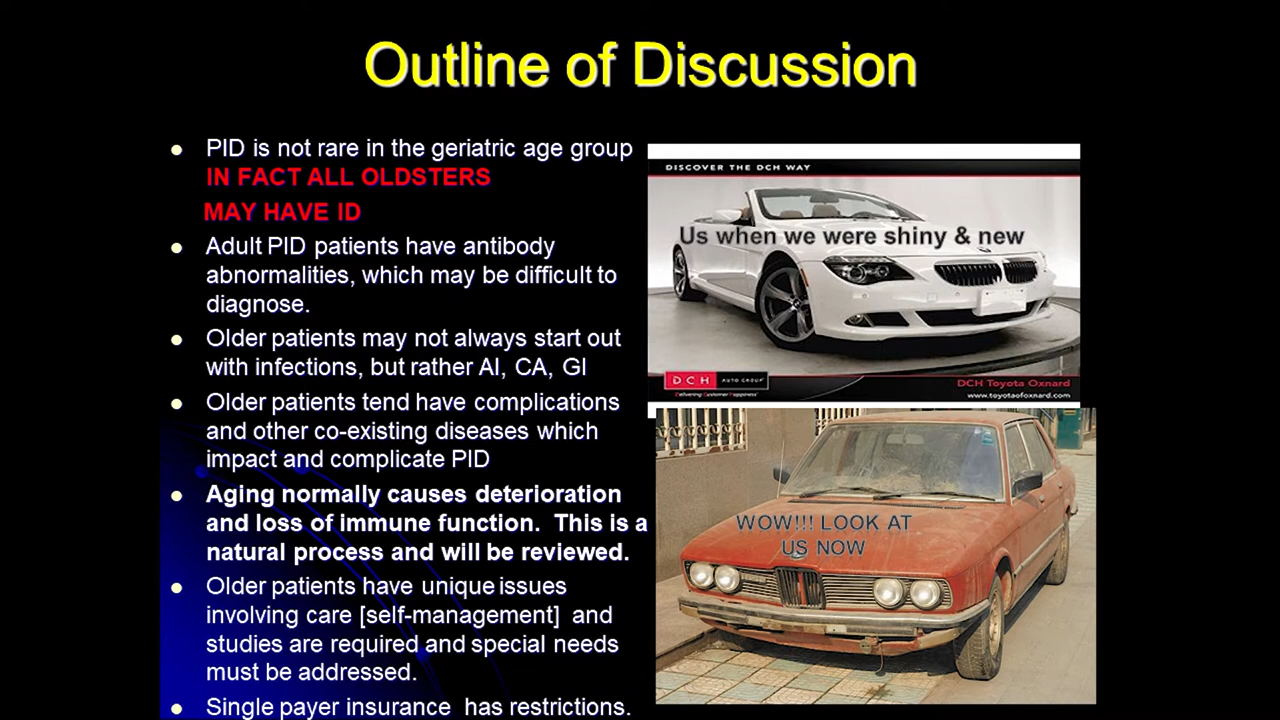 Outline of Discussion
PID is not rare in the geriatric age group
IN FACT ALL OLDSTERS
MAY HAVE ID
Adult PID patients have antibody
abnormalities, which may be difficult to
diagnose.
Older patients may not always start out
with infections, but rather AI, CA, GI
Older patients tend have complications
and other co-existing diseases which
impact and complicate PID
Aging normally causes deterioration
and loss of immune function.  This is a
natural process and will be reviewed.
Older patients have unique issues
involving care [self-management]  and
studies are required and special needs
must be addressed.
Single payer insurance  has restrictions.
DISCOVER THE DCH WAY
Us when we were shiny & new
DCH AUTO GROUP
Delivering Customer Happiness
DCH Toyota Oxnard
www.toyotaofoxnard.com
WOW!!! LOOK AT
US NOW